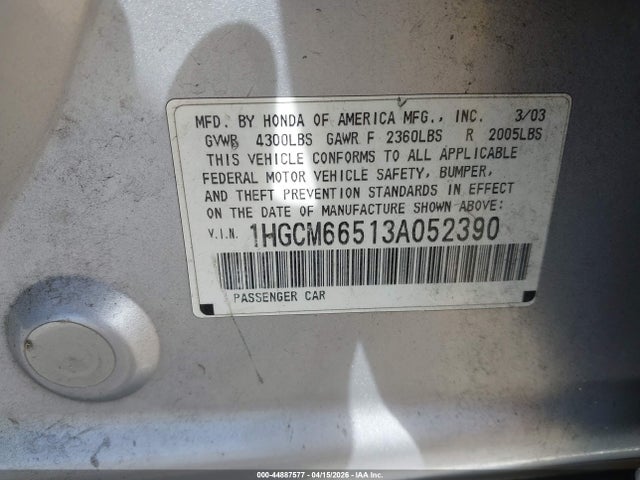 MFD. BY HONDA OF AMERICA MFG., INC. 3/03
GVWR 4300LBS GAWR F 2360LBS R 2005LBS
THIS VEHICLE CONFORMS TO ALL APPLICABLE
FEDERAL MOTOR VEHICLE SAFETY, BUMPER,
AND THEFT PREVENTION STANDARDS IN EFFECT
ON THE DATE OF MANUFACTURE SHOWN ABOVE:
V.I.N. 1HGCM66513A052390
PASSENGER CAR
000-44887577 - 04/15/2026 - IAAI.COM